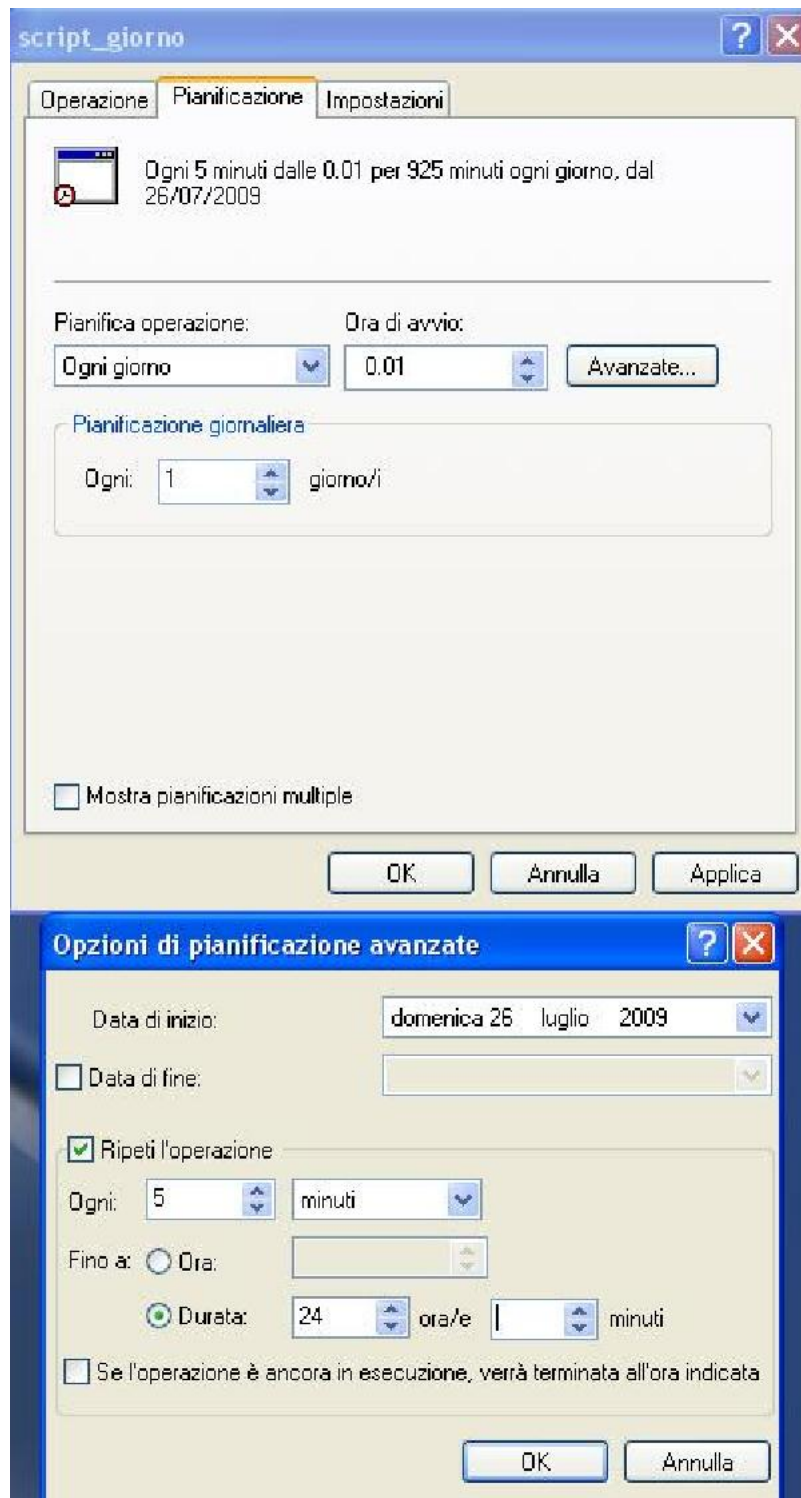 script_giorno
Operazione Pianificazione Impostazioni
Ogni 5 minuti dalle 0.01 per 925 minuti ogni giorno, dal
26/07/2009
Pianifica operazione: Ora di avvio:
Ogni giorno 0.01 Avanzate...
Pianificazione giornaliera
Ogni: 1 giorno/i
Mostra pianificazioni multiple
OK Annulla Applica
Opzioni di pianificazione avanzate
Data di inizio: domenica 26 luglio 2009
Data di fine:
Ripeti l'operazione
Ogni: 5 minuti
Fino a: Ora:
Durata: 24 ora/e minuti
Se l'operazione è ancora in esecuzione, verrà terminata all'ora indicata
OK Annulla